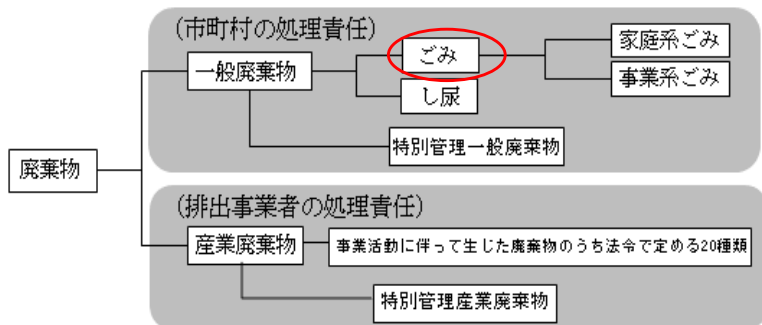 (市町村の処理責任)
家庭系ごみ
ごみ
一般廃棄物
事業系ごみ
し尿
特別管理一般廃棄物
廃棄物
(排出事業者の処理責任)
産業廃棄物
事業活動に伴って生じた廃棄物のうち法令で定める20種類
特別管理産業廃棄物